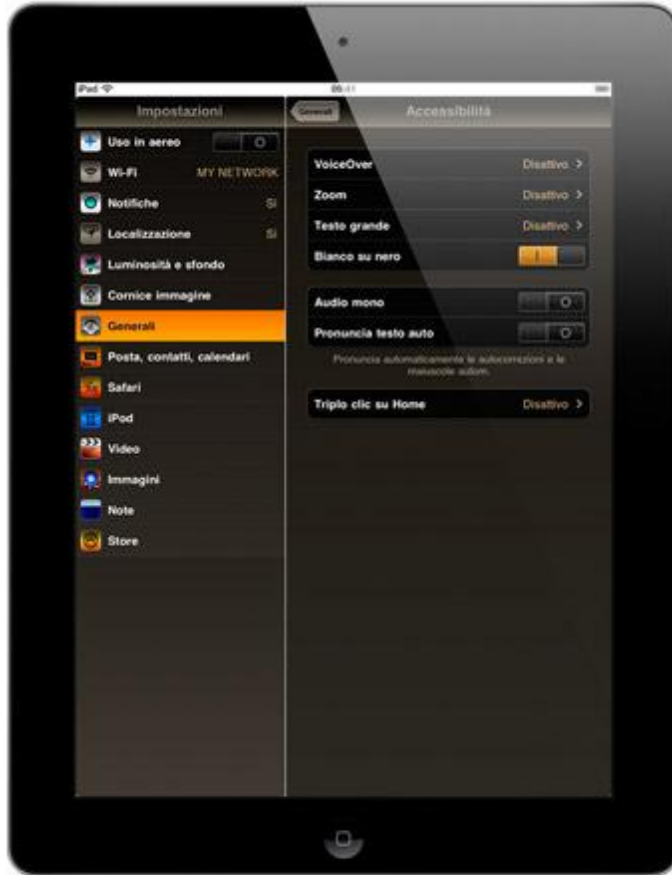 iPad
09:41
Impostazioni
Generali
Accessibilità
Uso in aereo
Wi-Fi MY NETWORK
Notifiche Sì
Localizzazione Sì
Luminosità e sfondo
Cornice immagine
Generali
Posta, contatti, calendari
Safari
iPod
Video
Immagini
Note
Store
VoiceOver Disattivo
Zoom Disattivo
Testo grande Disattivo
Bianco su nero
Audio mono
Pronuncia testo auto
Pronuncia automaticamente le autocorrezioni e le
maiuscole autom.
Triplo clic su Home Disattivo